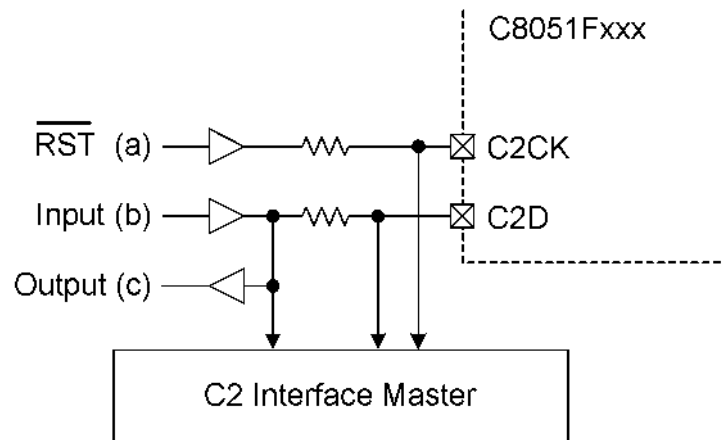 C8051Fxxx
RST (a)
C2CK
Input (b)
C2D
Output (c)
C2 Interface Master